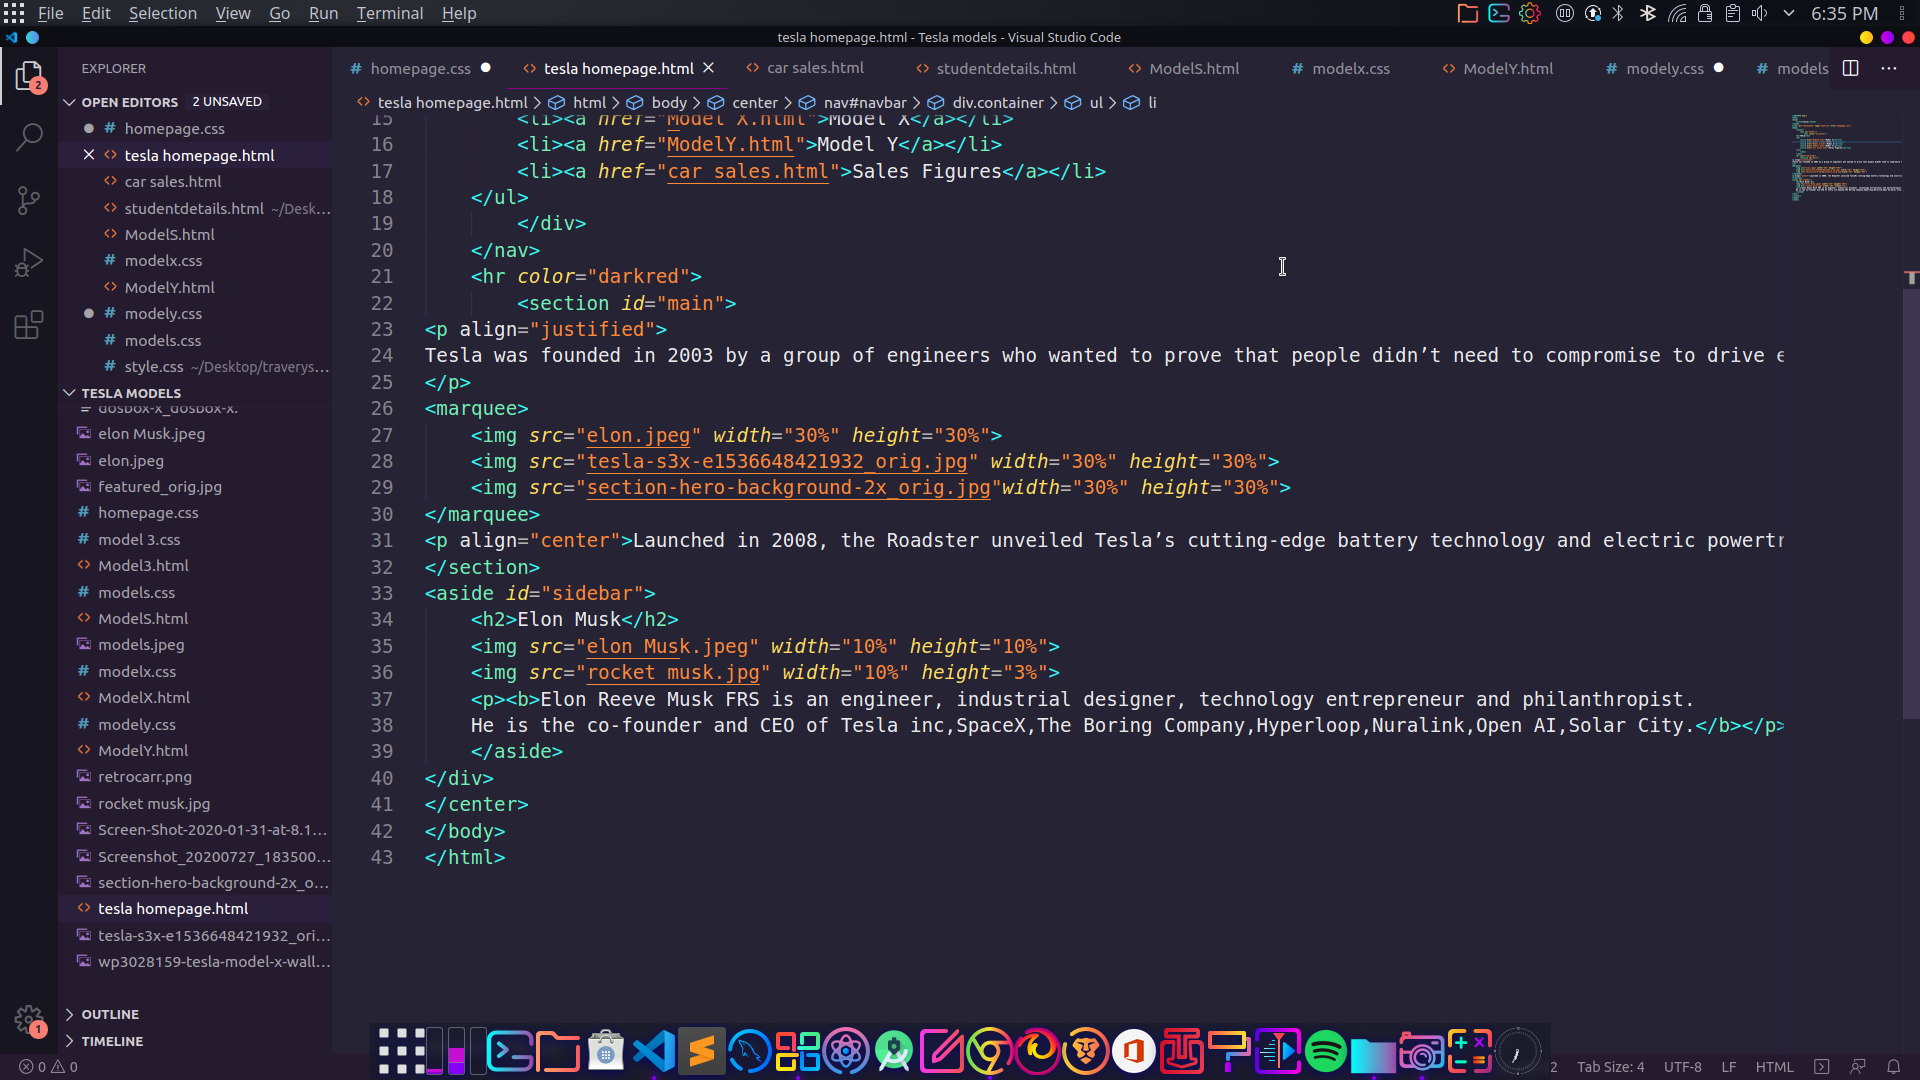 File Edit Selection View Go Run Terminal Help
6:35 PM
tesla homepage.html - Tesla models - Visual Studio Code
EXPLORER
homepage.css
tesla homepage.html
car sales.html
studentdetails.html
ModelS.html
modelx.css
ModelY.html
modely.css
models
OPEN EDITORS 2 UNSAVED
homepage.css
tesla homepage.html
car sales.html
studentdetails.html ~/Desk...
ModelS.html
modelx.css
ModelY.html
modely.css
models.css
style.css ~/Desktop/traverys...
TESLA MODELS
dosbox-x_dosbox-x.
elon Musk.jpeg
elon.jpeg
featured_orig.jpg
homepage.css
model 3.css
Model3.html
models.css
ModelS.html
models.jpeg
modelx.css
ModelX.html
modely.css
ModelY.html
retrocarr.png
rocket musk.jpg
Screen-Shot-2020-01-31-at-8.1...
Screenshot_20200727_183500...
section-hero-background-2x_o...
tesla homepage.html
tesla-s3x-e1536648421932_ori...
wp3028159-tesla-model-x-wall...
OUTLINE
TIMELINE
tesla homepage.html > html > body > center > nav#navbar > div.container > ul > li
15 <li><a href="Model X.html">Model X</a></li>
16 <li><a href="ModelY.html">Model Y</a></li>
17 <li><a href="car sales.html">Sales Figures</a></li>
18 </ul>
19 </div>
20 </nav>
21 <hr color="darkred">
22 <section id="main">
23 <p align="justified">
24 Tesla was founded in 2003 by a group of engineers who wanted to prove that people didn’t need to compromise to drive e
25 </p>
26 <marquee>
27 <img src="elon.jpeg" width="30%" height="30%">
28 <img src="tesla-s3x-e1536648421932_orig.jpg" width="30%" height="30%">
29 <img src="section-hero-background-2x_orig.jpg"width="30%" height="30%">
30 </marquee>
31 <p align="center">Launched in 2008, the Roadster unveiled Tesla’s cutting-edge battery technology and electric powertr
32 </section>
33 <aside id="sidebar">
34 <h2>Elon Musk</h2>
35 <img src="elon Musk.jpeg" width="10%" height="10%">
36 <img src="rocket musk.jpg" width="10%" height="3%">
37 <p><b>Elon Reeve Musk FRS is an engineer, industrial designer, technology entrepreneur and philanthropist.
38 He is the co-founder and CEO of Tesla inc,SpaceX,The Boring Company,Hyperloop,Nuralink,Open AI,Solar City.</b></p>
39 </aside>
40 </div>
41 </center>
42 </body>
43 </html>
2
1
0 0
2 Tab Size: 4 UTF-8 LF HTML